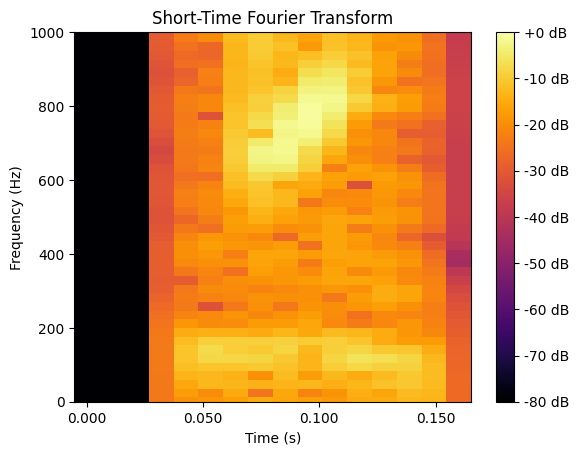 Short-Time Fourier Transform
1000
800
600
400
200
0
Frequency (Hz)
0.000
0.050
0.100
0.150
Time (s)
+0 dB
-10 dB
-20 dB
-30 dB
-40 dB
-50 dB
-60 dB
-70 dB
-80 dB